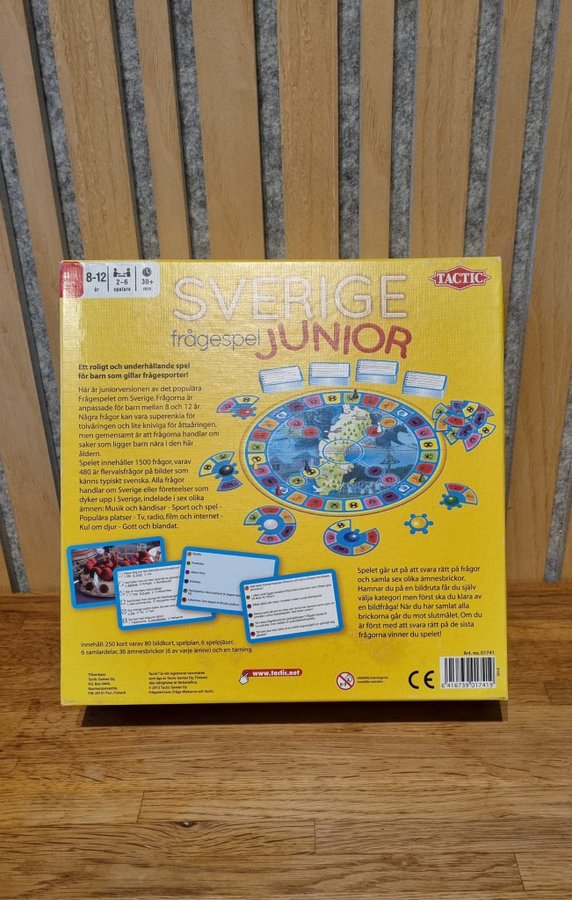 8-12
år
2-6
spelare
30+
min.
TACTIC
SVERIGE
frågespel JUNIOR
Ett roligt och underhållande spel
för barn som gillar frågesporter!
Här är juniorversionen av det populära
Frågespelet om Sverige. Frågorna är
anpassade för barn mellan 8 och 12 år.
Några frågor kan vara superenkla för
tolvåringen och lite kniviga för åttaåringen,
men gemensamt är att frågorna handlar om
saker som ligger barn nära i den här
åldern.
Spelet innehåller 1500 frågor, varav
480 är flervalsfrågor på bilder som
känns typiskt svenska. Alla frågor
handlar om Sverige eller företeelser som
dyker upp i Sverige, indelade i sex olika
ämnen: Musik och kändisar - Sport och spel -
Populära platser - Tv, radio, film och internet -
Kul om djur - Gott och blandat.
Spelet går ut på att svara rätt på frågor
och samla sex olika ämnesbrickor.
Hamnar du på en bildruta får du själv
välja kategori men först ska du klara av
en bildfråga! När du har samlat alla
brickorna går du mot slutmålet. Om du
är först med att svara rätt på de sista
frågorna vinner du spelet!
Innehåll: 250 kort varav 80 bildkort, spelplan, 6 spelpjäser,
6 samlardelar, 36 ämnesbrickor (6 av varje ämne) och en tärning
Art. no. 01741
Tactic Games Oy,
www.tactic.net
CE
6 416739 017419